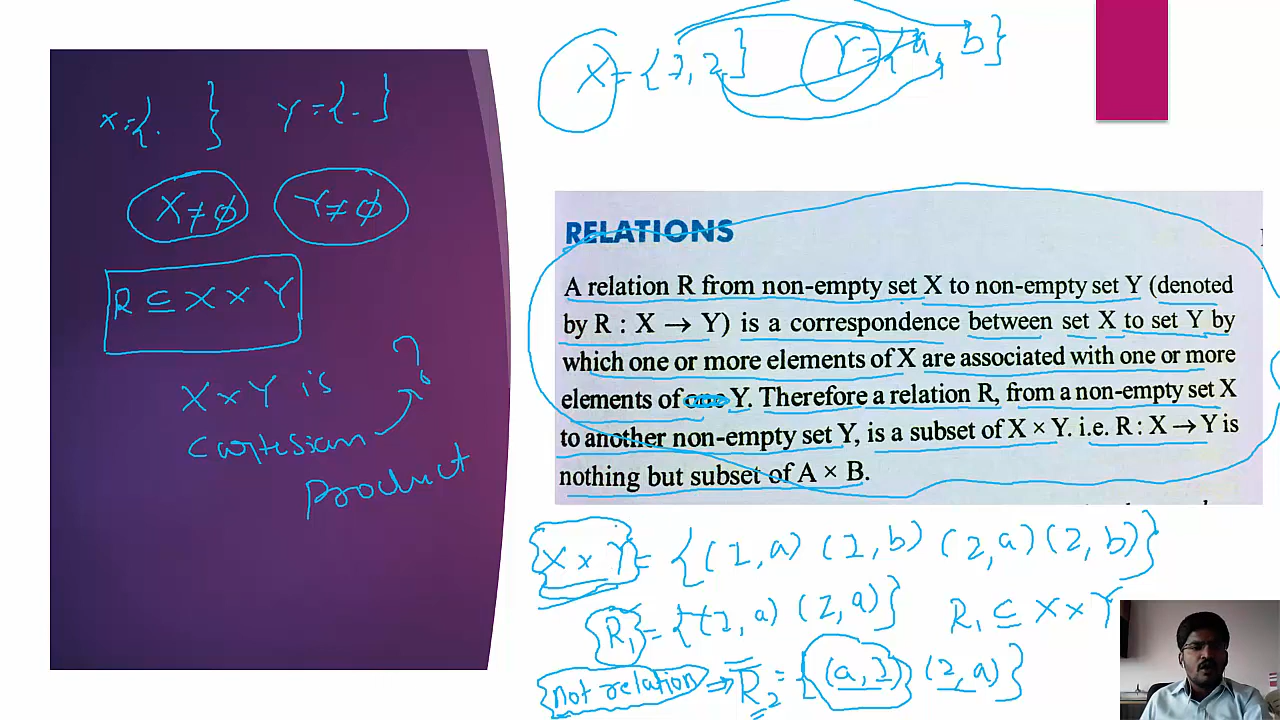 X = {1, 2} Y = {a, b}
x = {. } Y = {. }
X ≠ ϕ Y ≠ ϕ
R ⊆ X × Y
X × Y is
cartesian ?
product
RELATIONS
A relation R from non-empty set X to non-empty set Y (denoted
by R : X → Y) is a correspondence between set X to set Y by
which one or more elements of X are associated with one or more
elements of one Y. Therefore a relation R, from a non-empty set X
to another non-empty set Y, is a subset of X × Y. i.e. R : X → Y is
nothing but subset of A × B.
X × Y = {(1, a) (1, b) (2, a) (2, b)}
R₁ = {(1, a) (2, a)} R₁ ⊆ X × Y
not relation ⇒ R₂ = {(a, 1) (2, a)}